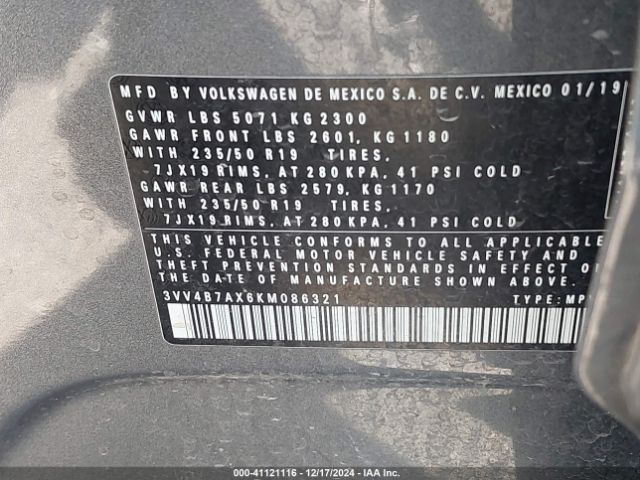 MFD BY VOLKSWAGEN DE MEXICO S.A. DE C.V. MEXICO 01/19
GVWR LBS 5071 KG 2300
GAWR FRONT LBS 2601, KG 1180
WITH 235/50 R19 TIRES,
7JX19 RIMS, AT 280 KPA, 41 PSI COLD
GAWR REAR LBS 2579, KG 1170
WITH 235/50 R19 TIRES,
7JX19 RIMS, AT 280 KPA, 41 PSI COLD
THIS VEHICLE CONFORMS TO ALL APPLICABLE
U.S. FEDERAL MOTOR VEHICLE SAFETY AND
THEFT PREVENTION STANDARDS IN EFFECT ON
DATE OF MANUFACTURE SHOWN ABOVE.
3VV4B7AX6KM086321 TYPE: MPV
000-41121116 • 12/17/2024 • IAA Inc.